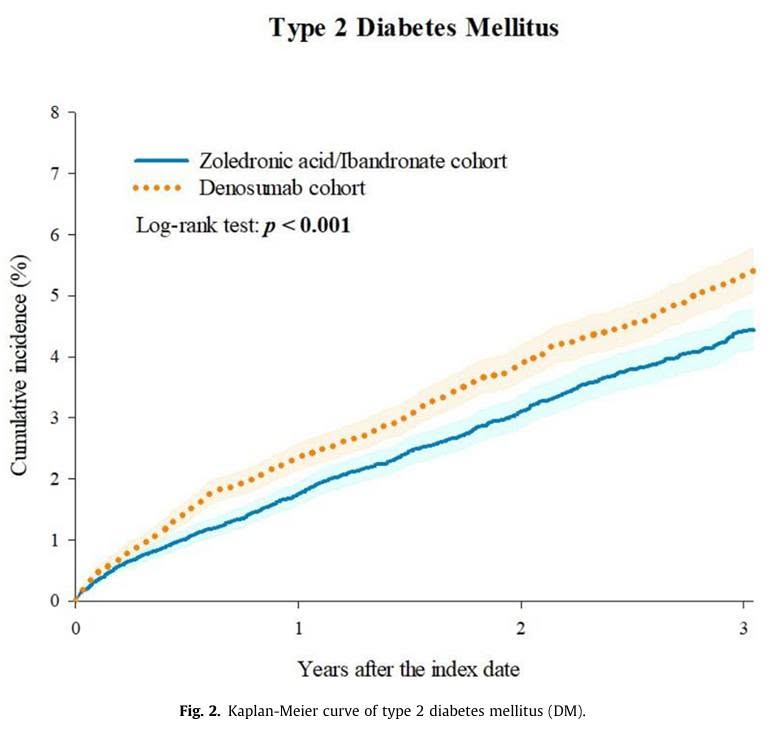 Type 2 Diabetes Mellitus
8
7
6
5
4
3
2
1
0
Cumulative incidence (%)
Zoledronic acid/Ibandronate cohort
Denosumab cohort
Log-rank test: p < 0.001
0 1 2 3
Years after the index date
Fig. 2. Kaplan-Meier curve of type 2 diabetes mellitus (DM).